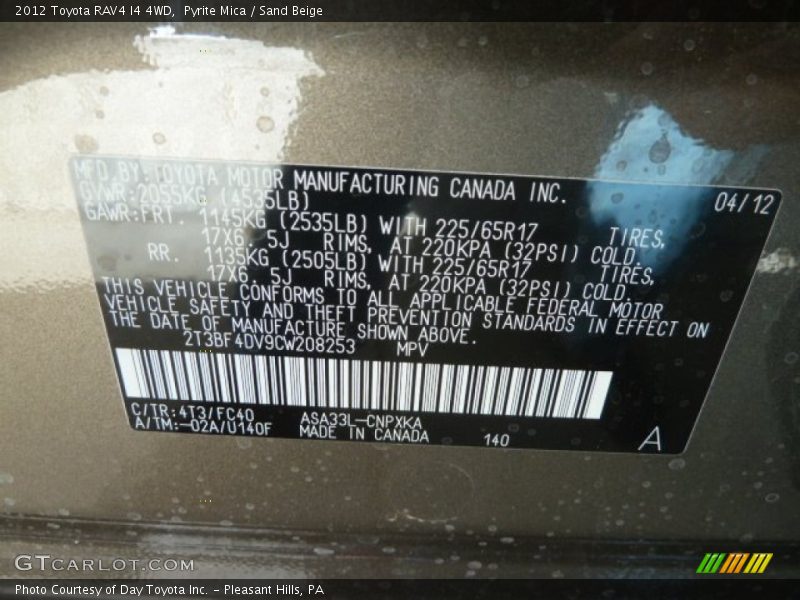 2012 Toyota RAV4 I4 4WD, Pyrite Mica / Sand Beige
MFD.BY:TOYOTA MOTOR MANUFACTURING CANADA INC.
04/12
GVWR:2055KG (4535LB)
GAWR:FRT. 1145KG (2535LB) WITH 225/65R17 TIRES,
17X6.5J RIMS, AT 220KPA (32PSI) COLD.
RR. 1135KG (2505LB) WITH 225/65R17 TIRES,
17X6.5J RIMS, AT 220KPA (32PSI) COLD.
THIS VEHICLE CONFORMS TO ALL APPLICABLE FEDERAL MOTOR
VEHICLE SAFETY AND THEFT PREVENTION STANDARDS IN EFFECT ON
THE DATE OF MANUFACTURE SHOWN ABOVE.
2T3BF4DV9CW208253 MPV
C/TR:4T3/FC40 ASA33L-CNPXKA
A/TM:-02A/U140F MADE IN CANADA 140 A
GTCARLOT.COM
Photo Courtesy of Day Toyota Inc. - Pleasant Hills, PA